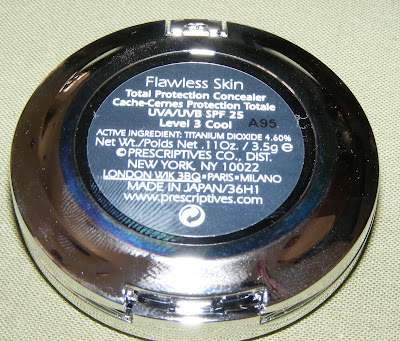 Flawless Skin
Total Protection Concealer
Cache-Cernes Protection Totale
UVA/UVB SPF 25
Level 3 Cool A95
ACTIVE INGREDIENT: TITANIUM DIOXIDE 4.60%
Net Wt./Poids Net .11Oz. / 3.5g e
©PRESCRIPTIVES CO., DIST.
NEW YORK, NY 10022
LONDON WIK 3BQ•PARIS•MILANO
MADE IN JAPAN/36H1
www.prescriptives.com